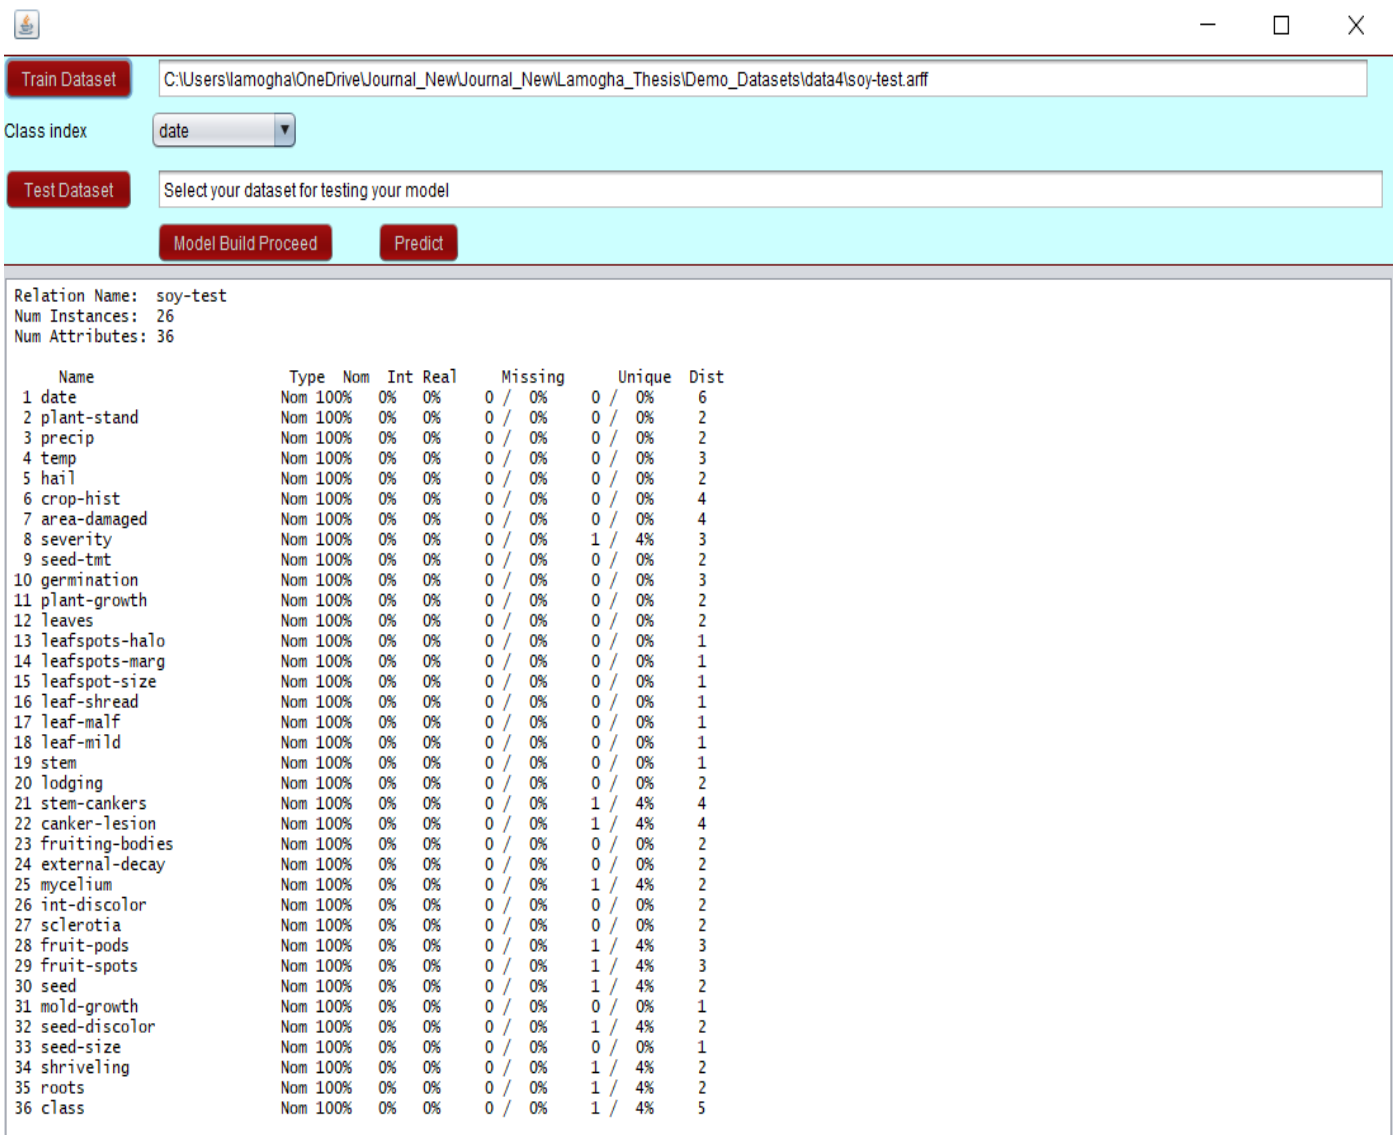 Train Dataset C:\Users\lamogha\OneDrive\Journal_New\Journal_New\Lamogha_Thesis\Demo_Datasets\data4\soy-test.arff
Class index date
Test Dataset Select your dataset for testing your model
Model Build Proceed Predict
Relation Name: soy-test
Num Instances: 26
Num Attributes: 36
Name Type Nom Int Real Missing Unique Dist
1 date Nom 100% 0% 0% 0 / 0% 0 / 0% 6
2 plant-stand Nom 100% 0% 0% 0 / 0% 0 / 0% 2
3 precip Nom 100% 0% 0% 0 / 0% 0 / 0% 2
4 temp Nom 100% 0% 0% 0 / 0% 0 / 0% 3
5 hail Nom 100% 0% 0% 0 / 0% 0 / 0% 2
6 crop-hist Nom 100% 0% 0% 0 / 0% 0 / 0% 4
7 area-damaged Nom 100% 0% 0% 0 / 0% 0 / 0% 4
8 severity Nom 100% 0% 0% 0 / 0% 1 / 4% 3
9 seed-tmt Nom 100% 0% 0% 0 / 0% 0 / 0% 2
10 germination Nom 100% 0% 0% 0 / 0% 0 / 0% 3
11 plant-growth Nom 100% 0% 0% 0 / 0% 0 / 0% 2
12 leaves Nom 100% 0% 0% 0 / 0% 0 / 0% 2
13 leafspots-halo Nom 100% 0% 0% 0 / 0% 0 / 0% 1
14 leafspots-marg Nom 100% 0% 0% 0 / 0% 0 / 0% 1
15 leafspot-size Nom 100% 0% 0% 0 / 0% 0 / 0% 1
16 leaf-shread Nom 100% 0% 0% 0 / 0% 0 / 0% 1
17 leaf-malf Nom 100% 0% 0% 0 / 0% 0 / 0% 1
18 leaf-mild Nom 100% 0% 0% 0 / 0% 0 / 0% 1
19 stem Nom 100% 0% 0% 0 / 0% 0 / 0% 1
20 lodging Nom 100% 0% 0% 0 / 0% 0 / 0% 2
21 stem-cankers Nom 100% 0% 0% 0 / 0% 1 / 4% 4
22 canker-lesion Nom 100% 0% 0% 0 / 0% 1 / 4% 4
23 fruiting-bodies Nom 100% 0% 0% 0 / 0% 0 / 0% 2
24 external-decay Nom 100% 0% 0% 0 / 0% 0 / 0% 2
25 mycelium Nom 100% 0% 0% 0 / 0% 1 / 4% 2
26 int-discolor Nom 100% 0% 0% 0 / 0% 0 / 0% 2
27 sclerotia Nom 100% 0% 0% 0 / 0% 0 / 0% 2
28 fruit-pods Nom 100% 0% 0% 0 / 0% 1 / 4% 3
29 fruit-spots Nom 100% 0% 0% 0 / 0% 1 / 4% 3
30 seed Nom 100% 0% 0% 0 / 0% 1 / 4% 2
31 mold-growth Nom 100% 0% 0% 0 / 0% 0 / 0% 1
32 seed-discolor Nom 100% 0% 0% 0 / 0% 1 / 4% 2
33 seed-size Nom 100% 0% 0% 0 / 0% 0 / 0% 1
34 shriveling Nom 100% 0% 0% 0 / 0% 1 / 4% 2
35 roots Nom 100% 0% 0% 0 / 0% 1 / 4% 2
36 class Nom 100% 0% 0% 0 / 0% 1 / 4% 5